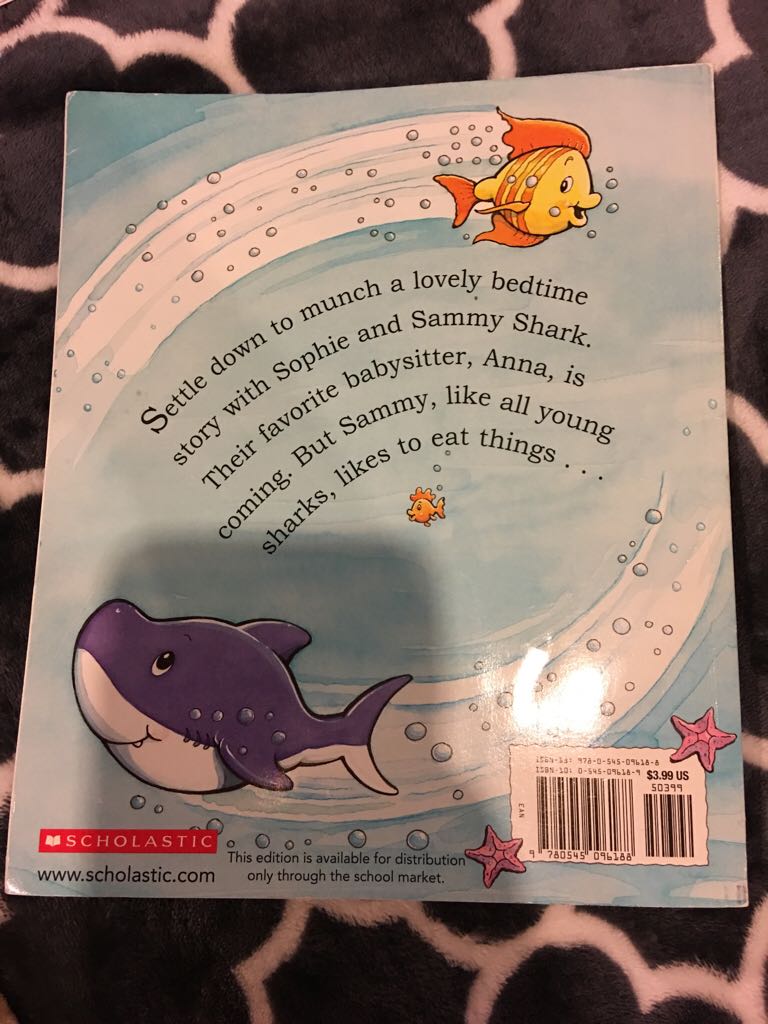 Settle down to munch a lovely bedtime
story with Sophie and Sammy Shark.
Their favorite babysitter, Anna, is
coming. But Sammy, like all young
sharks, likes to eat things . . .
ISBN-13: 978-0-545-09618-8
ISBN-10: 0-545-09618-9
$3.99 US
50399
EAN
9 780545 096188
SCHOLASTIC
www.scholastic.com
This edition is available for distribution
only through the school market.